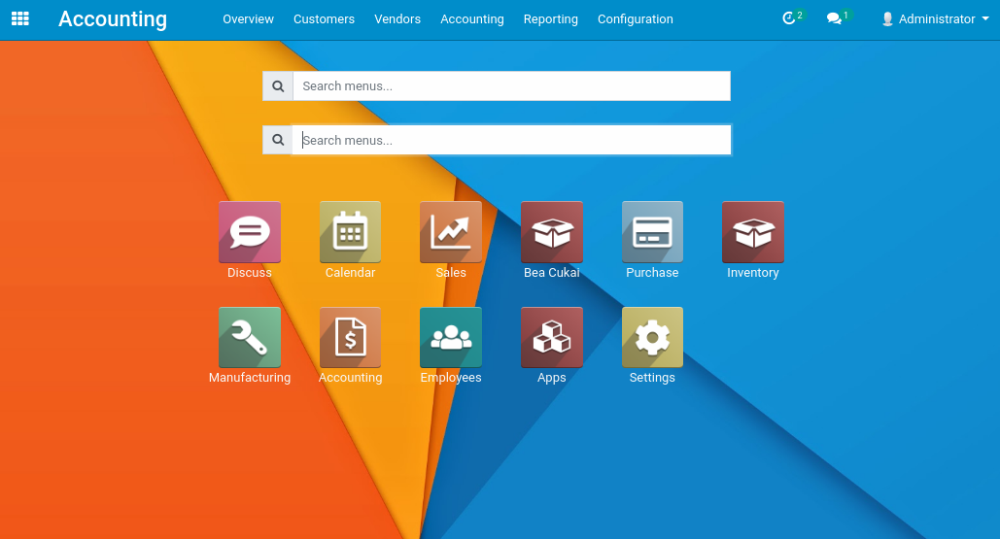 Accounting Overview Customers Vendors Accounting Reporting Configuration 2 1 Administrator
Search menus...
Search menus...
Discuss Calendar Sales Bea Cukai Purchase Inventory
Manufacturing Accounting Employees Apps Settings